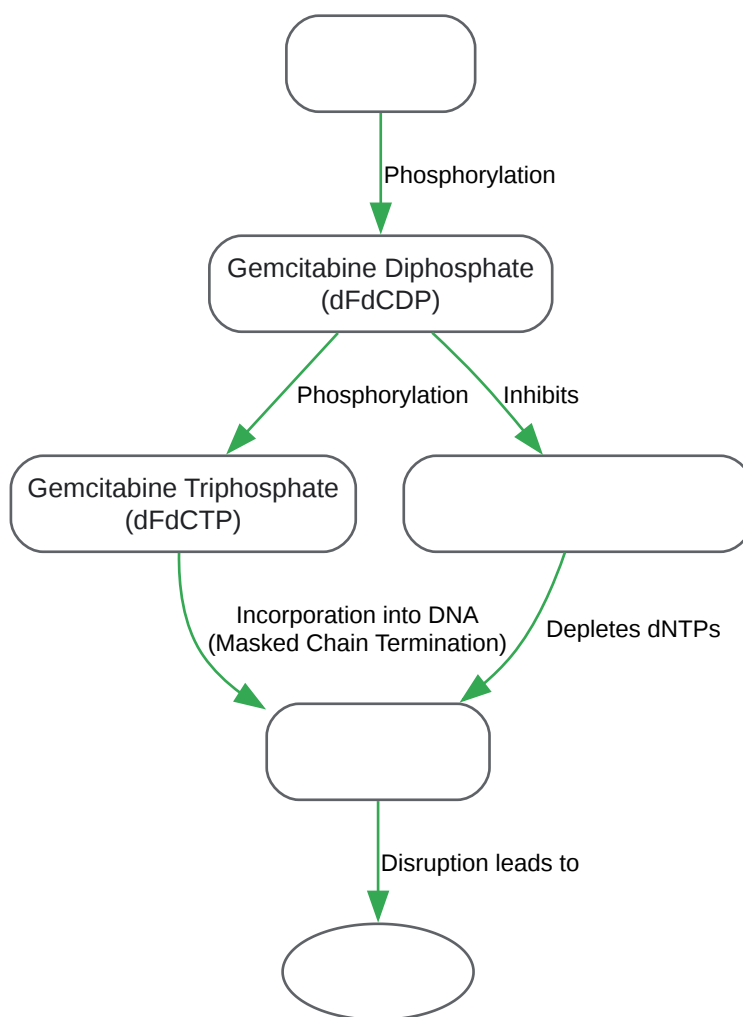 Phosphorylation
Gemcitabine Diphosphate
(dFdCDP)
Phosphorylation
Inhibits
Gemcitabine Triphosphate
(dFdCTP)
Incorporation into DNA
(Masked Chain Termination)
Depletes dNTPs
Disruption leads to